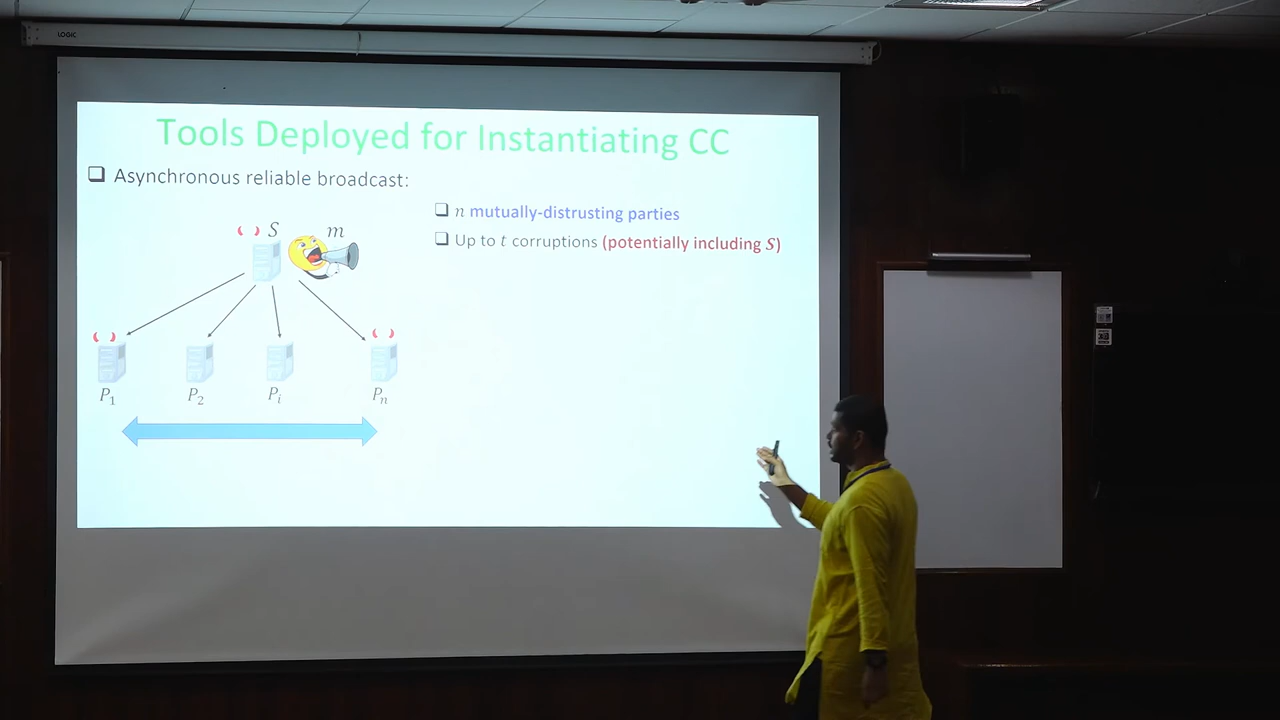 LOGIC
Tools Deployed for Instantiating CC
❑ Asynchronous reliable broadcast:
❑ n mutually-distrusting parties
❑ Up to t corruptions (potentially including S)
S
m
P₁ P₂ Pᵢ Pₙ